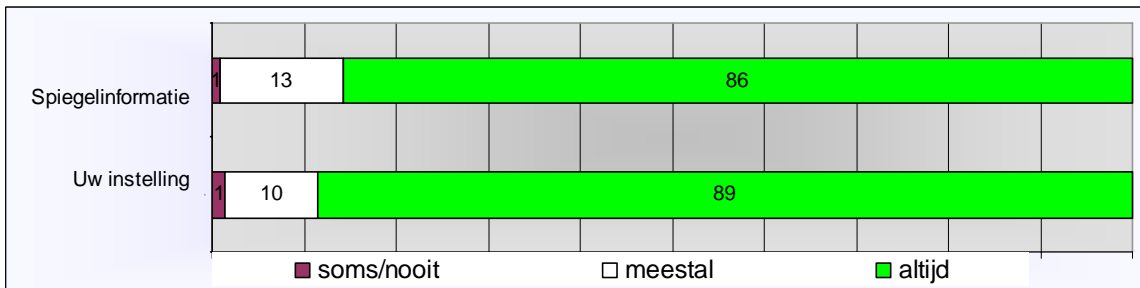 Spiegelinformatie 1 13 86
Uw instelling 1 10 89
soms/nooit meestal altijd